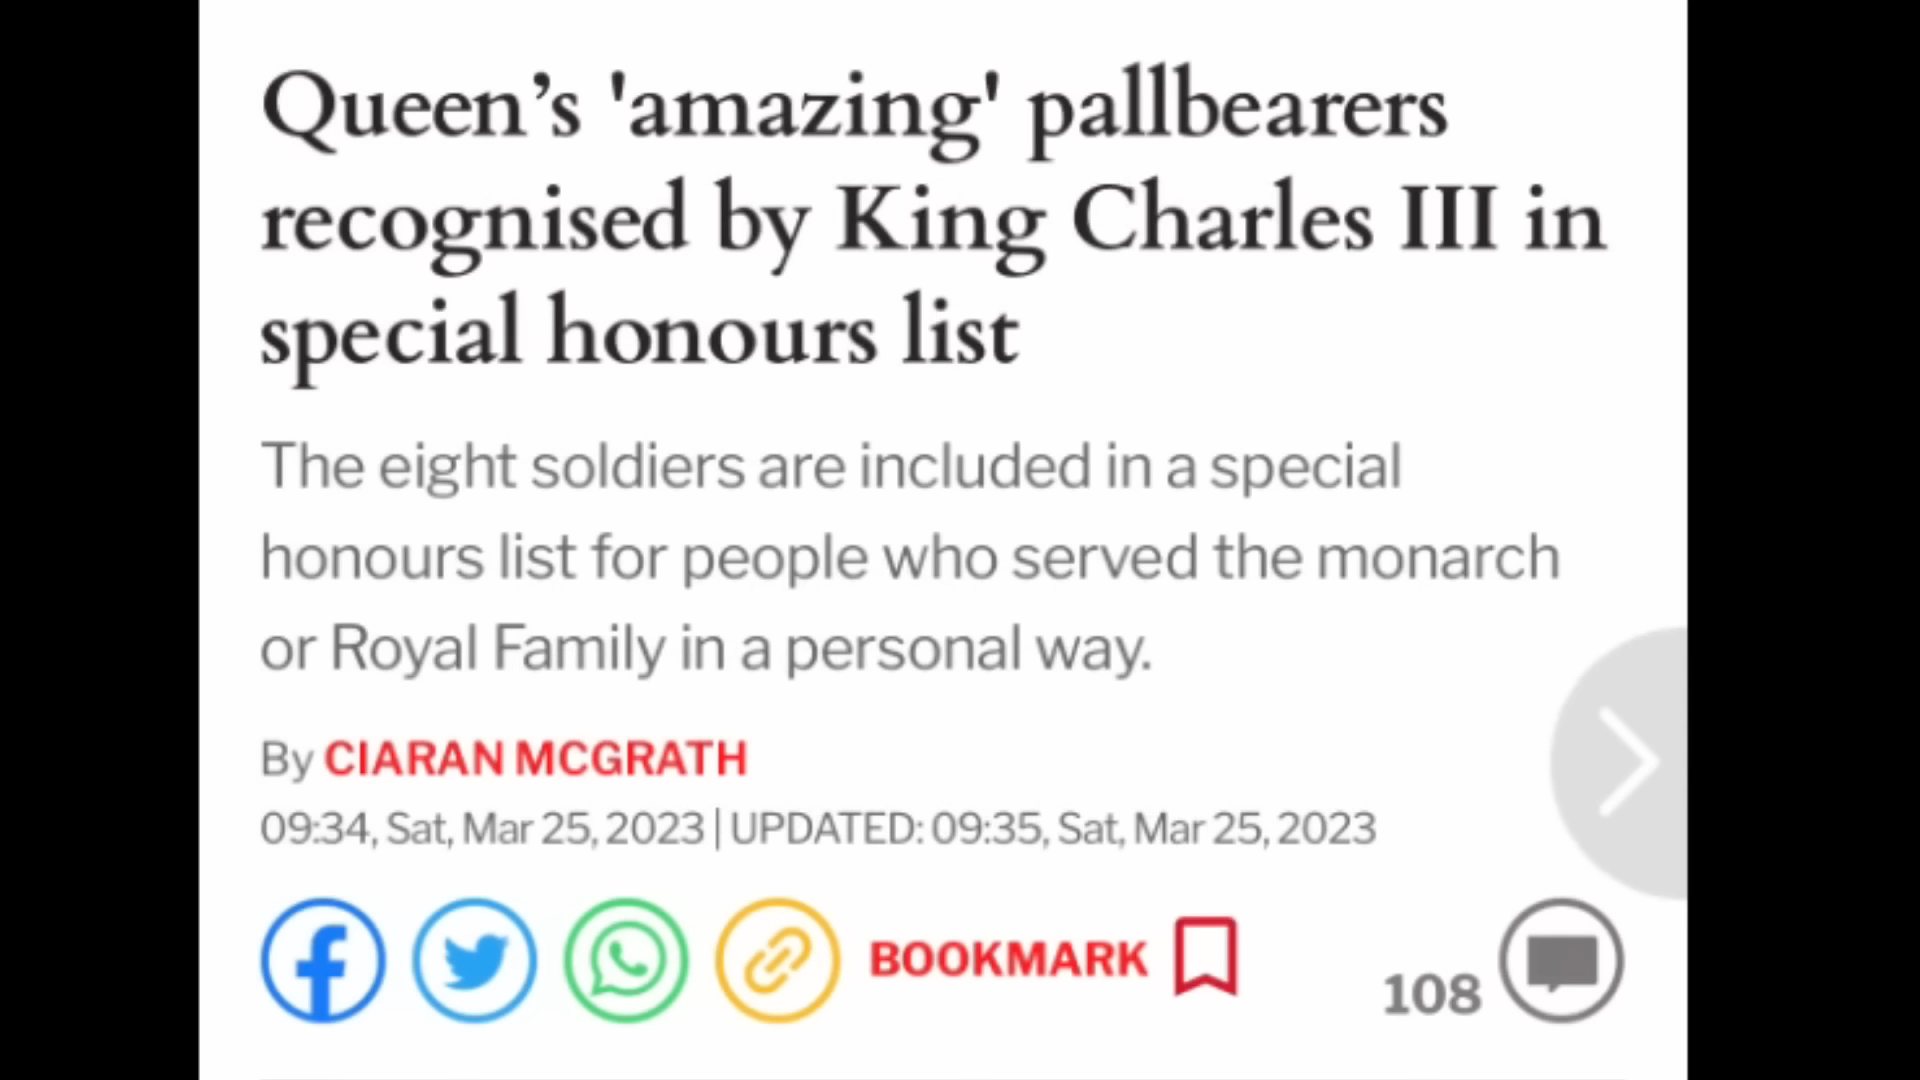 Queen’s 'amazing' pallbearers
recognised by King Charles III in
special honours list
The eight soldiers are included in a special
honours list for people who served the monarch
or Royal Family in a personal way.
By CIARAN MCGRATH
09:34, Sat, Mar 25, 2023 | UPDATED: 09:35, Sat, Mar 25, 2023
BOOKMARK
108